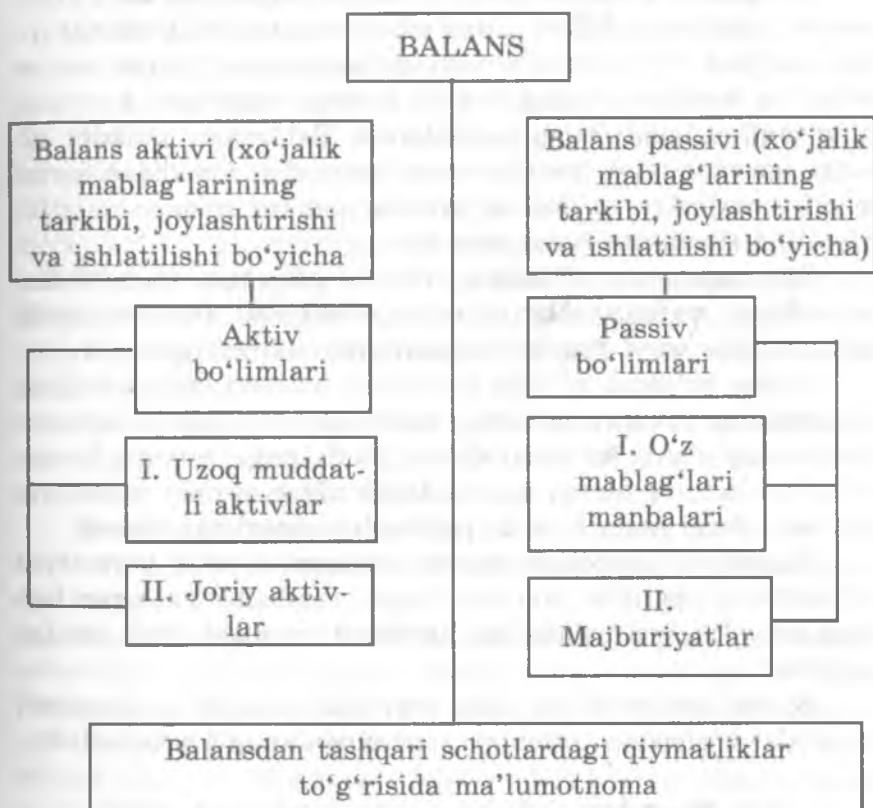 BALANS
Balans aktivi (xo‘jalik
mablag‘larining
tarkibi, joylashtirishi
va ishlatilishi bo‘yicha
Balans passivi (xo‘jalik
mablag‘larining
tarkibi, joylashtirishi
va ishlatilishi bo‘yicha)
Aktiv
bo‘limlari
Passiv
bo‘limlari
I. Uzoq muddat-
li aktivlar
I. O‘z
mablag‘lari
manbalari
II. Joriy aktiv-
lar
II.
Majburiyatlar
Balansdan tashqari schotlardagi qiymatliklar
to‘g‘risida ma’lumotnoma